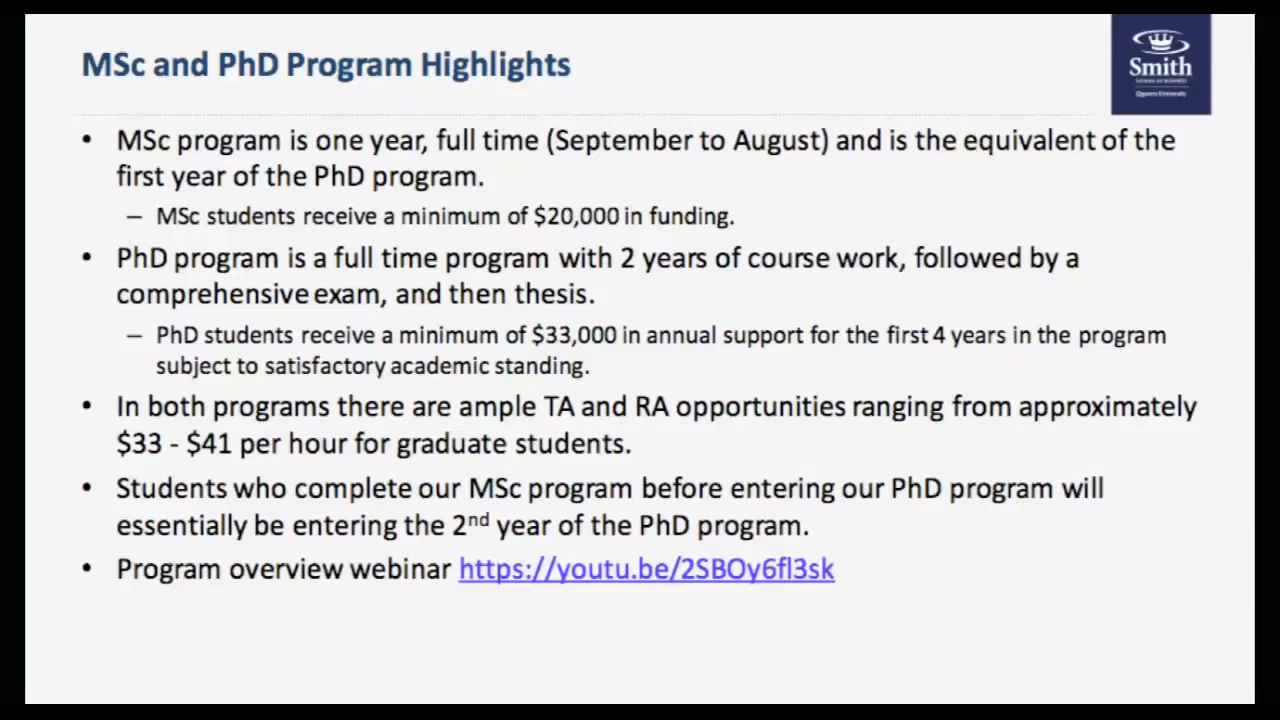 MSc and PhD Program Highlights
Smith
SCHOOL OF BUSINESS
Queen's University
• MSc program is one year, full time (September to August) and is the equivalent of the
first year of the PhD program.
– MSc students receive a minimum of $20,000 in funding.
• PhD program is a full time program with 2 years of course work, followed by a
comprehensive exam, and then thesis.
– PhD students receive a minimum of $33,000 in annual support for the first 4 years in the program
subject to satisfactory academic standing.
• In both programs there are ample TA and RA opportunities ranging from approximately
$33 - $41 per hour for graduate students.
• Students who complete our MSc program before entering our PhD program will
essentially be entering the 2nd year of the PhD program.
• Program overview webinar https://youtu.be/2SBOy6fl3sk